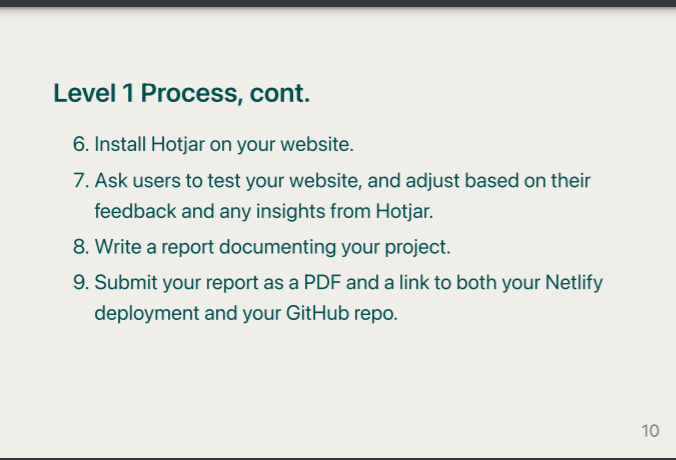 Level 1 Process, cont.
6. Install Hotjar on your website.
7. Ask users to test your website, and adjust based on their
feedback and any insights from Hotjar.
8. Write a report documenting your project.
9. Submit your report as a PDF and a link to both your Netlify
deployment and your GitHub repo.
10